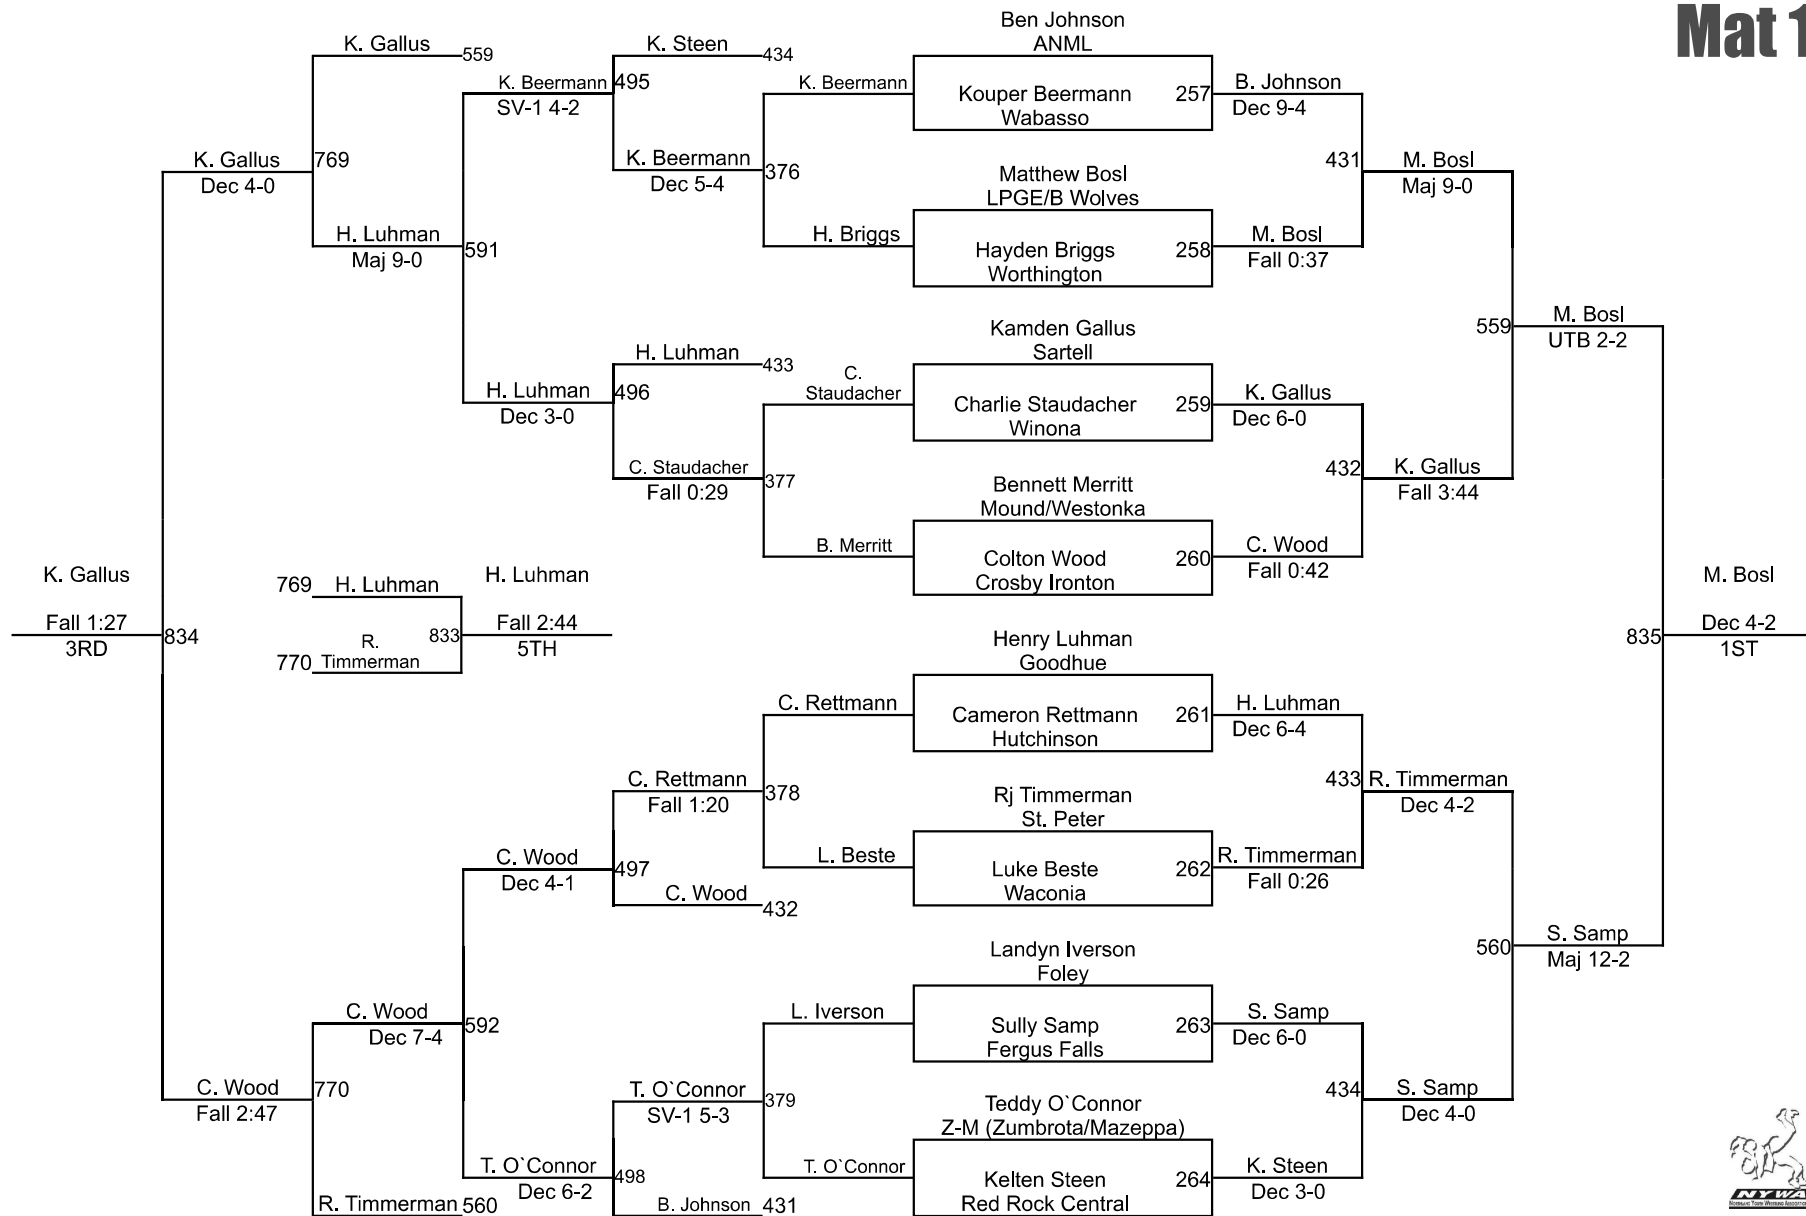 Mat 1
Ben Johnson
ANML
K. Gallus
559
K. Steen
434
K. Beermann
495
SV-1 4-2
K. Beermann
Kouper Beermann
257
Wabasso
B. Johnson
Dec 9-4
K. Gallus
769
Dec 4-0
K. Beermann
376
Dec 5-4
Matthew Bosl
LPGE/B Wolves
431
M. Bosl
Maj 9-0
H. Luhman
591
Maj 9-0
H. Briggs
Hayden Briggs
258
Worthington
M. Bosl
Fall 0:37
Kamden Gallus
Sartell
559
M. Bosl
UTB 2-2
H. Luhman
433
H. Luhman
496
Dec 3-0
C.
Staudacher
Charlie Staudacher
259
Winona
K. Gallus
Dec 6-0
C. Staudacher
377
Fall 0:29
Bennett Merritt
Mound/Westonka
432
K. Gallus
Fall 3:44
B. Merritt
Colton Wood
260
Crosby Ironton
C. Wood
Fall 0:42
K. Gallus
Fall 1:27
834
3RD
769
H. Luhman
R.
770
Timmerman
833
H. Luhman
Fall 2:44
5TH
M. Bosl
835
Dec 4-2
1ST
Henry Luhman
Goodhue
C. Rettmann
Cameron Rettmann
261
Hutchinson
H. Luhman
Dec 6-4
C. Rettmann
378
Fall 1:20
Rj Timmerman
St. Peter
433
R. Timmerman
Dec 4-2
C. Wood
497
Dec 4-1
L. Beste
Luke Beste
262
Waconia
R. Timmerman
Fall 0:26
C. Wood
432
Landyn Iverson
Foley
560
S. Samp
Maj 12-2
C. Wood
592
Dec 7-4
L. Iverson
Sully Samp
263
Fergus Falls
S. Samp
Dec 6-0
C. Wood
770
Fall 2:47
T. O`Connor
379
SV-1 5-3
Teddy O`Connor
Z-M (Zumbrota/Mazeppa)
434
S. Samp
Dec 4-0
T. O`Connor
498
Dec 6-2
T. O`Connor
Kelten Steen
264
Red Rock Central
K. Steen
Dec 3-0
R. Timmerman
560
B. Johnson
431
NYWA